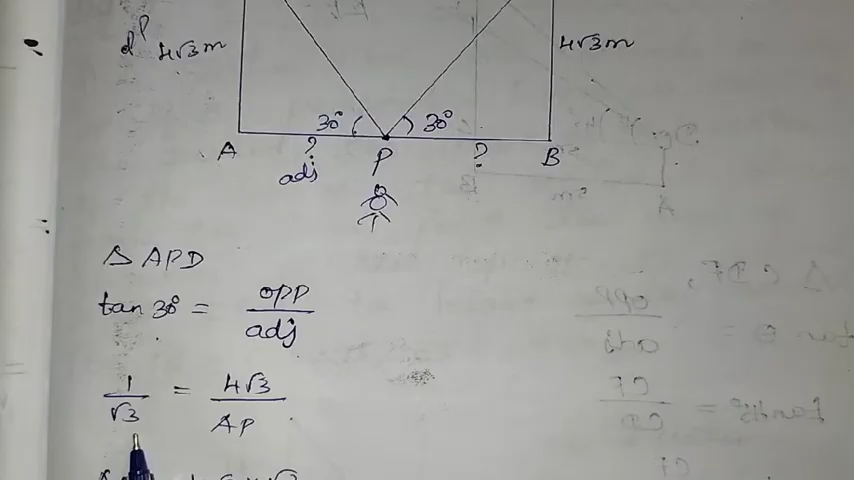 4√3m 4√3m
30° 30°
A ? P ? B
adj
Δ APD
tan 30° = opp / adj
1 / √3 = 4√3 / AP